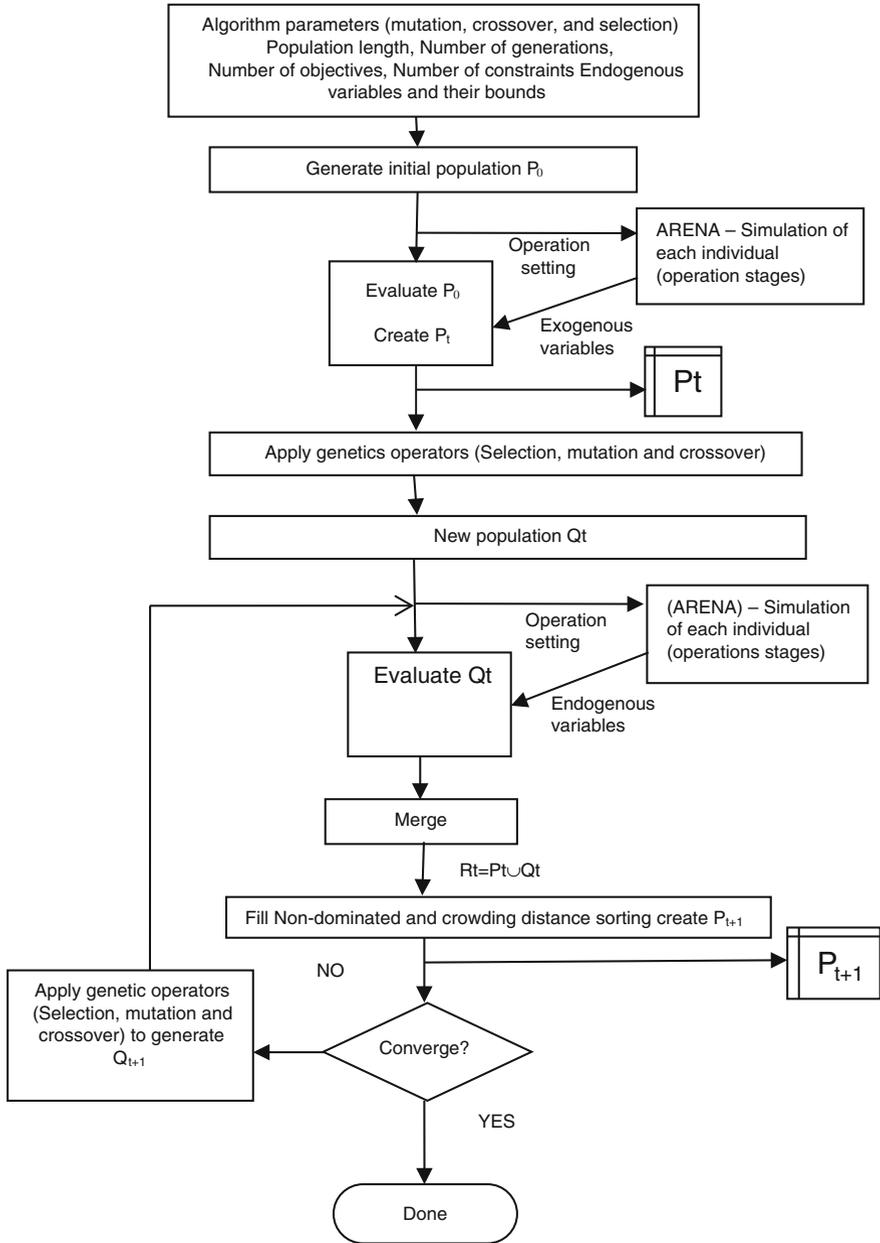 Algorithm parameters (mutation, crossover, and selection)
Population length, Number of generations,
Number of objectives, Number of constraints Endogenous
variables and their bounds
Generate initial population P₀
Operation
setting
ARENA – Simulation of
each individual
(operation stages)
Evaluate P₀
Create Pₜ
Exogenous
variables
Pt
Apply genetics operators (Selection, mutation and crossover)
New population Qt
Operation
setting
(ARENA) – Simulation
of each individual
(operations stages)
Evaluate Qt
Endogenous
variables
Merge
Rt=Pt∪Qt
Fill Non-dominated and crowding distance sorting create Pₜ₊₁
NO
Pₜ₊₁
Apply genetic operators
(Selection, mutation and
crossover) to generate
Qₜ₊₁
Converge?
YES
Done